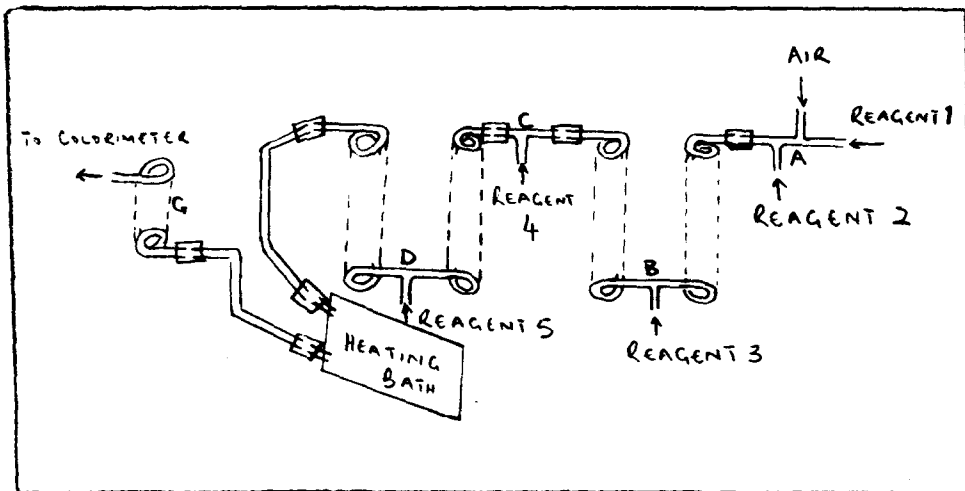 AIR
REAGENT 1
A
REAGENT 2
C
REAGENT
4
TO COLORIMETER
G
D
REAGENT 5
B
REAGENT 3
HEATING
BATH